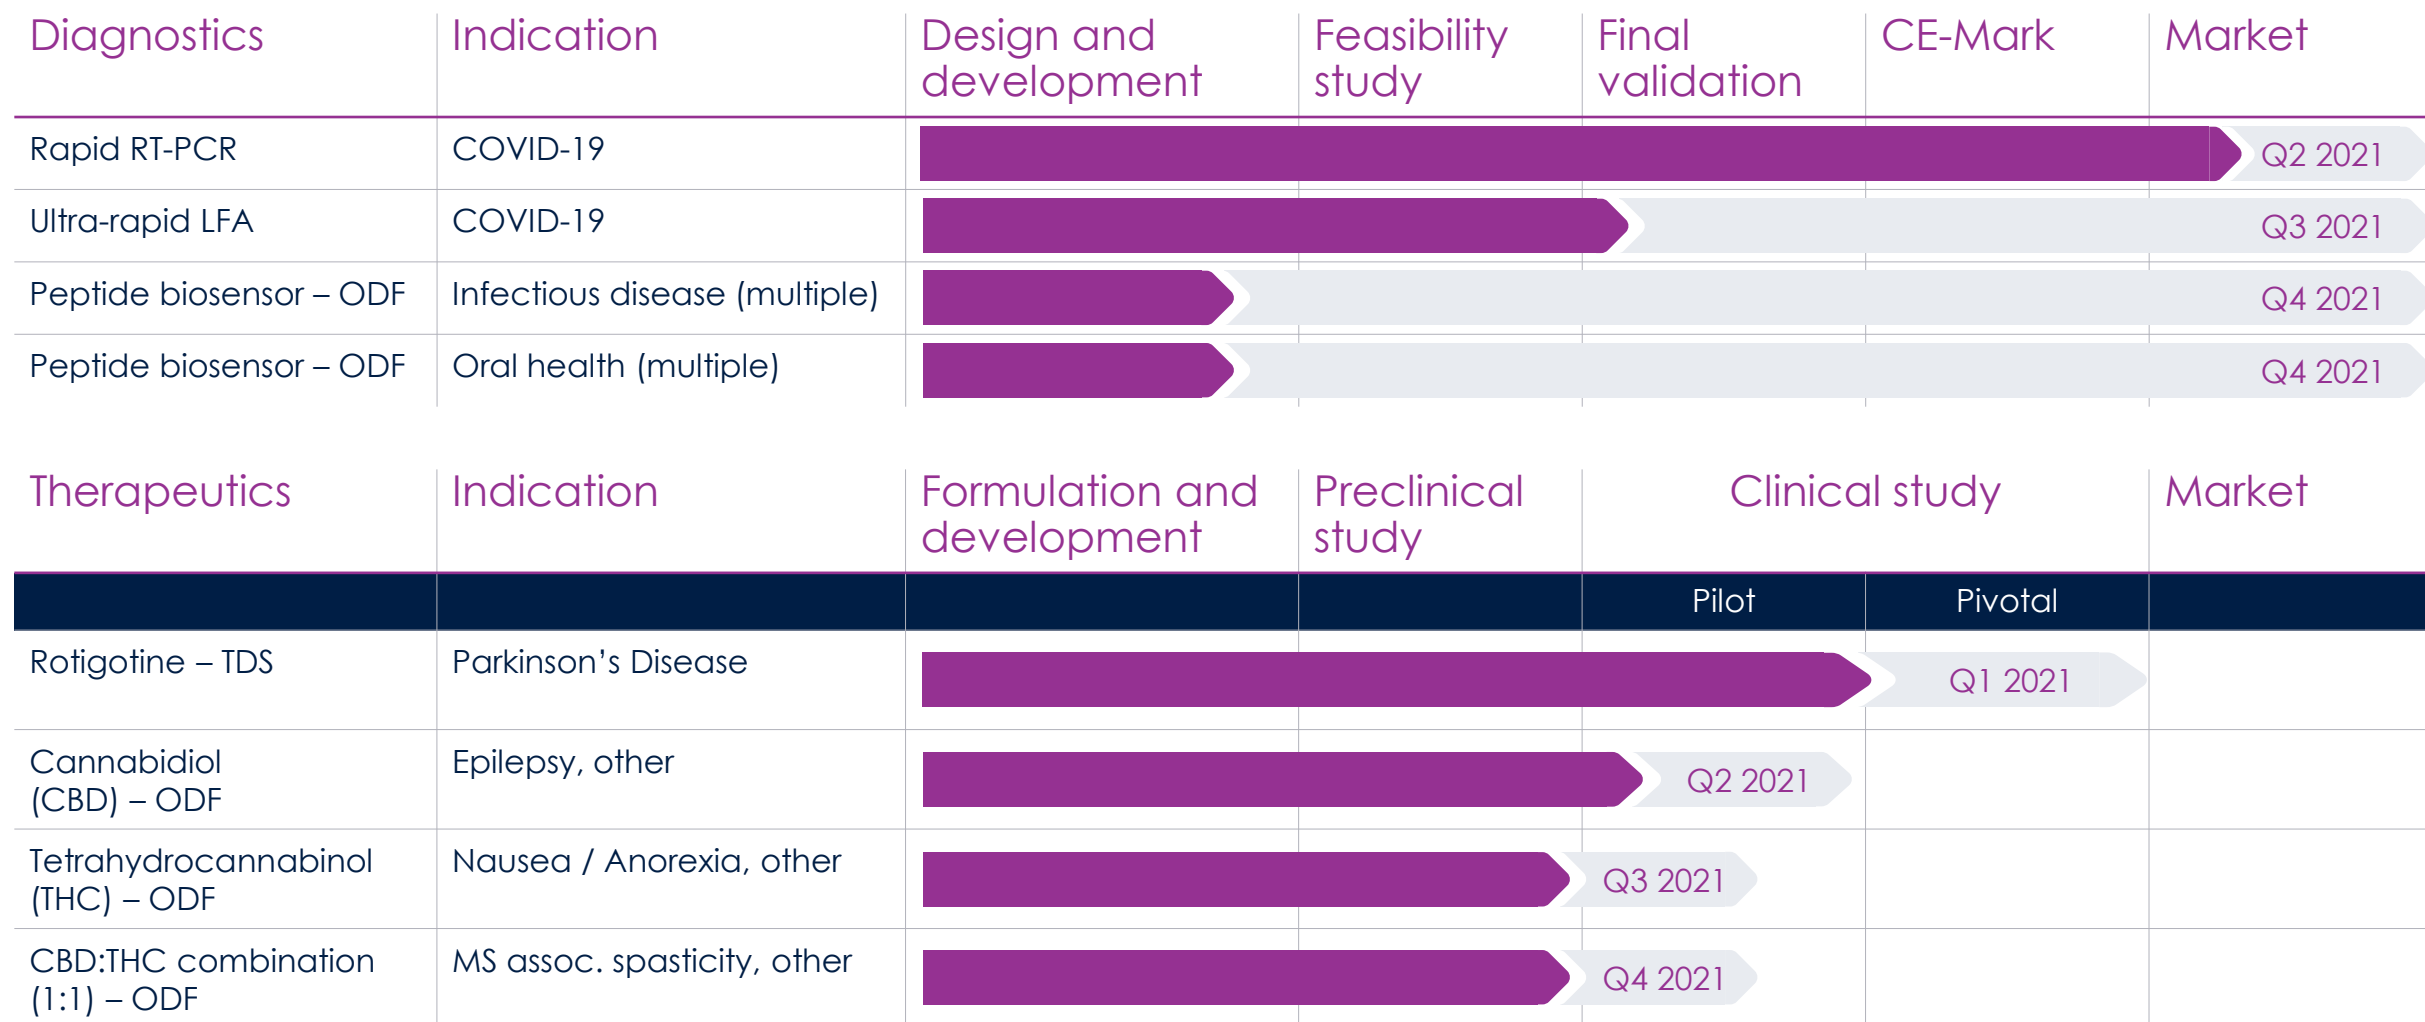 Diagnostics
Indication
Design and
development
Feasibility
study
Final
validation
CE-Mark
Market
Rapid RT-PCR
COVID-19
Q2 2021
Ultra-rapid LFA
COVID-19
Q3 2021
Peptide biosensor – ODF
Infectious disease (multiple)
Q4 2021
Peptide biosensor – ODF
Oral health (multiple)
Q4 2021
Therapeutics
Indication
Formulation and
development
Preclinical
study
Clinical study
Market
Pilot
Pivotal
Rotigotine – TDS
Parkinson’s Disease
Q1 2021
Cannabidiol
(CBD) – ODF
Epilepsy, other
Q2 2021
Tetrahydrocannabinol
(THC) – ODF
Nausea / Anorexia, other
Q3 2021
CBD:THC combination
(1:1) – ODF
MS assoc. spasticity, other
Q4 2021